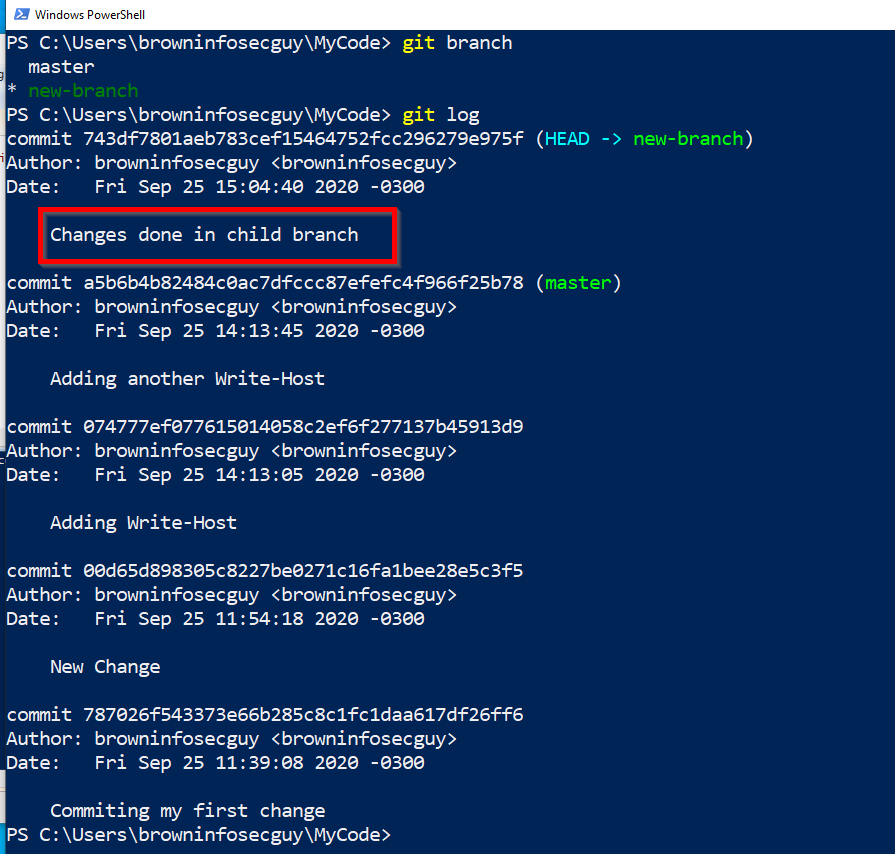 Windows PowerShell
PS C:\Users\browninfosecguy\MyCode> git branch
  master
* new-branch
PS C:\Users\browninfosecguy\MyCode> git log
commit 743df7801aeb783cef15464752fcc296279e975f (HEAD -> new-branch)
Author: browninfosecguy <browninfosecguy>
Date:   Fri Sep 25 15:04:40 2020 -0300
    Changes done in child branch
commit a5b6b4b82484c0ac7dfccc87efefc4f966f25b78 (master)
Author: browninfosecguy <browninfosecguy>
Date:   Fri Sep 25 14:13:45 2020 -0300
    Adding another Write-Host
commit 074777ef077615014058c2ef6f277137b45913d9
Author: browninfosecguy <browninfosecguy>
Date:   Fri Sep 25 14:13:05 2020 -0300
    Adding Write-Host
commit 00d65d898305c8227be0271c16fa1bee28e5c3f5
Author: browninfosecguy <browninfosecguy>
Date:   Fri Sep 25 11:54:18 2020 -0300
    New Change
commit 787026f543373e66b285c8c1fc1daa617df26ff6
Author: browninfosecguy <browninfosecguy>
Date:   Fri Sep 25 11:39:08 2020 -0300
    Commiting my first change
PS C:\Users\browninfosecguy\MyCode>